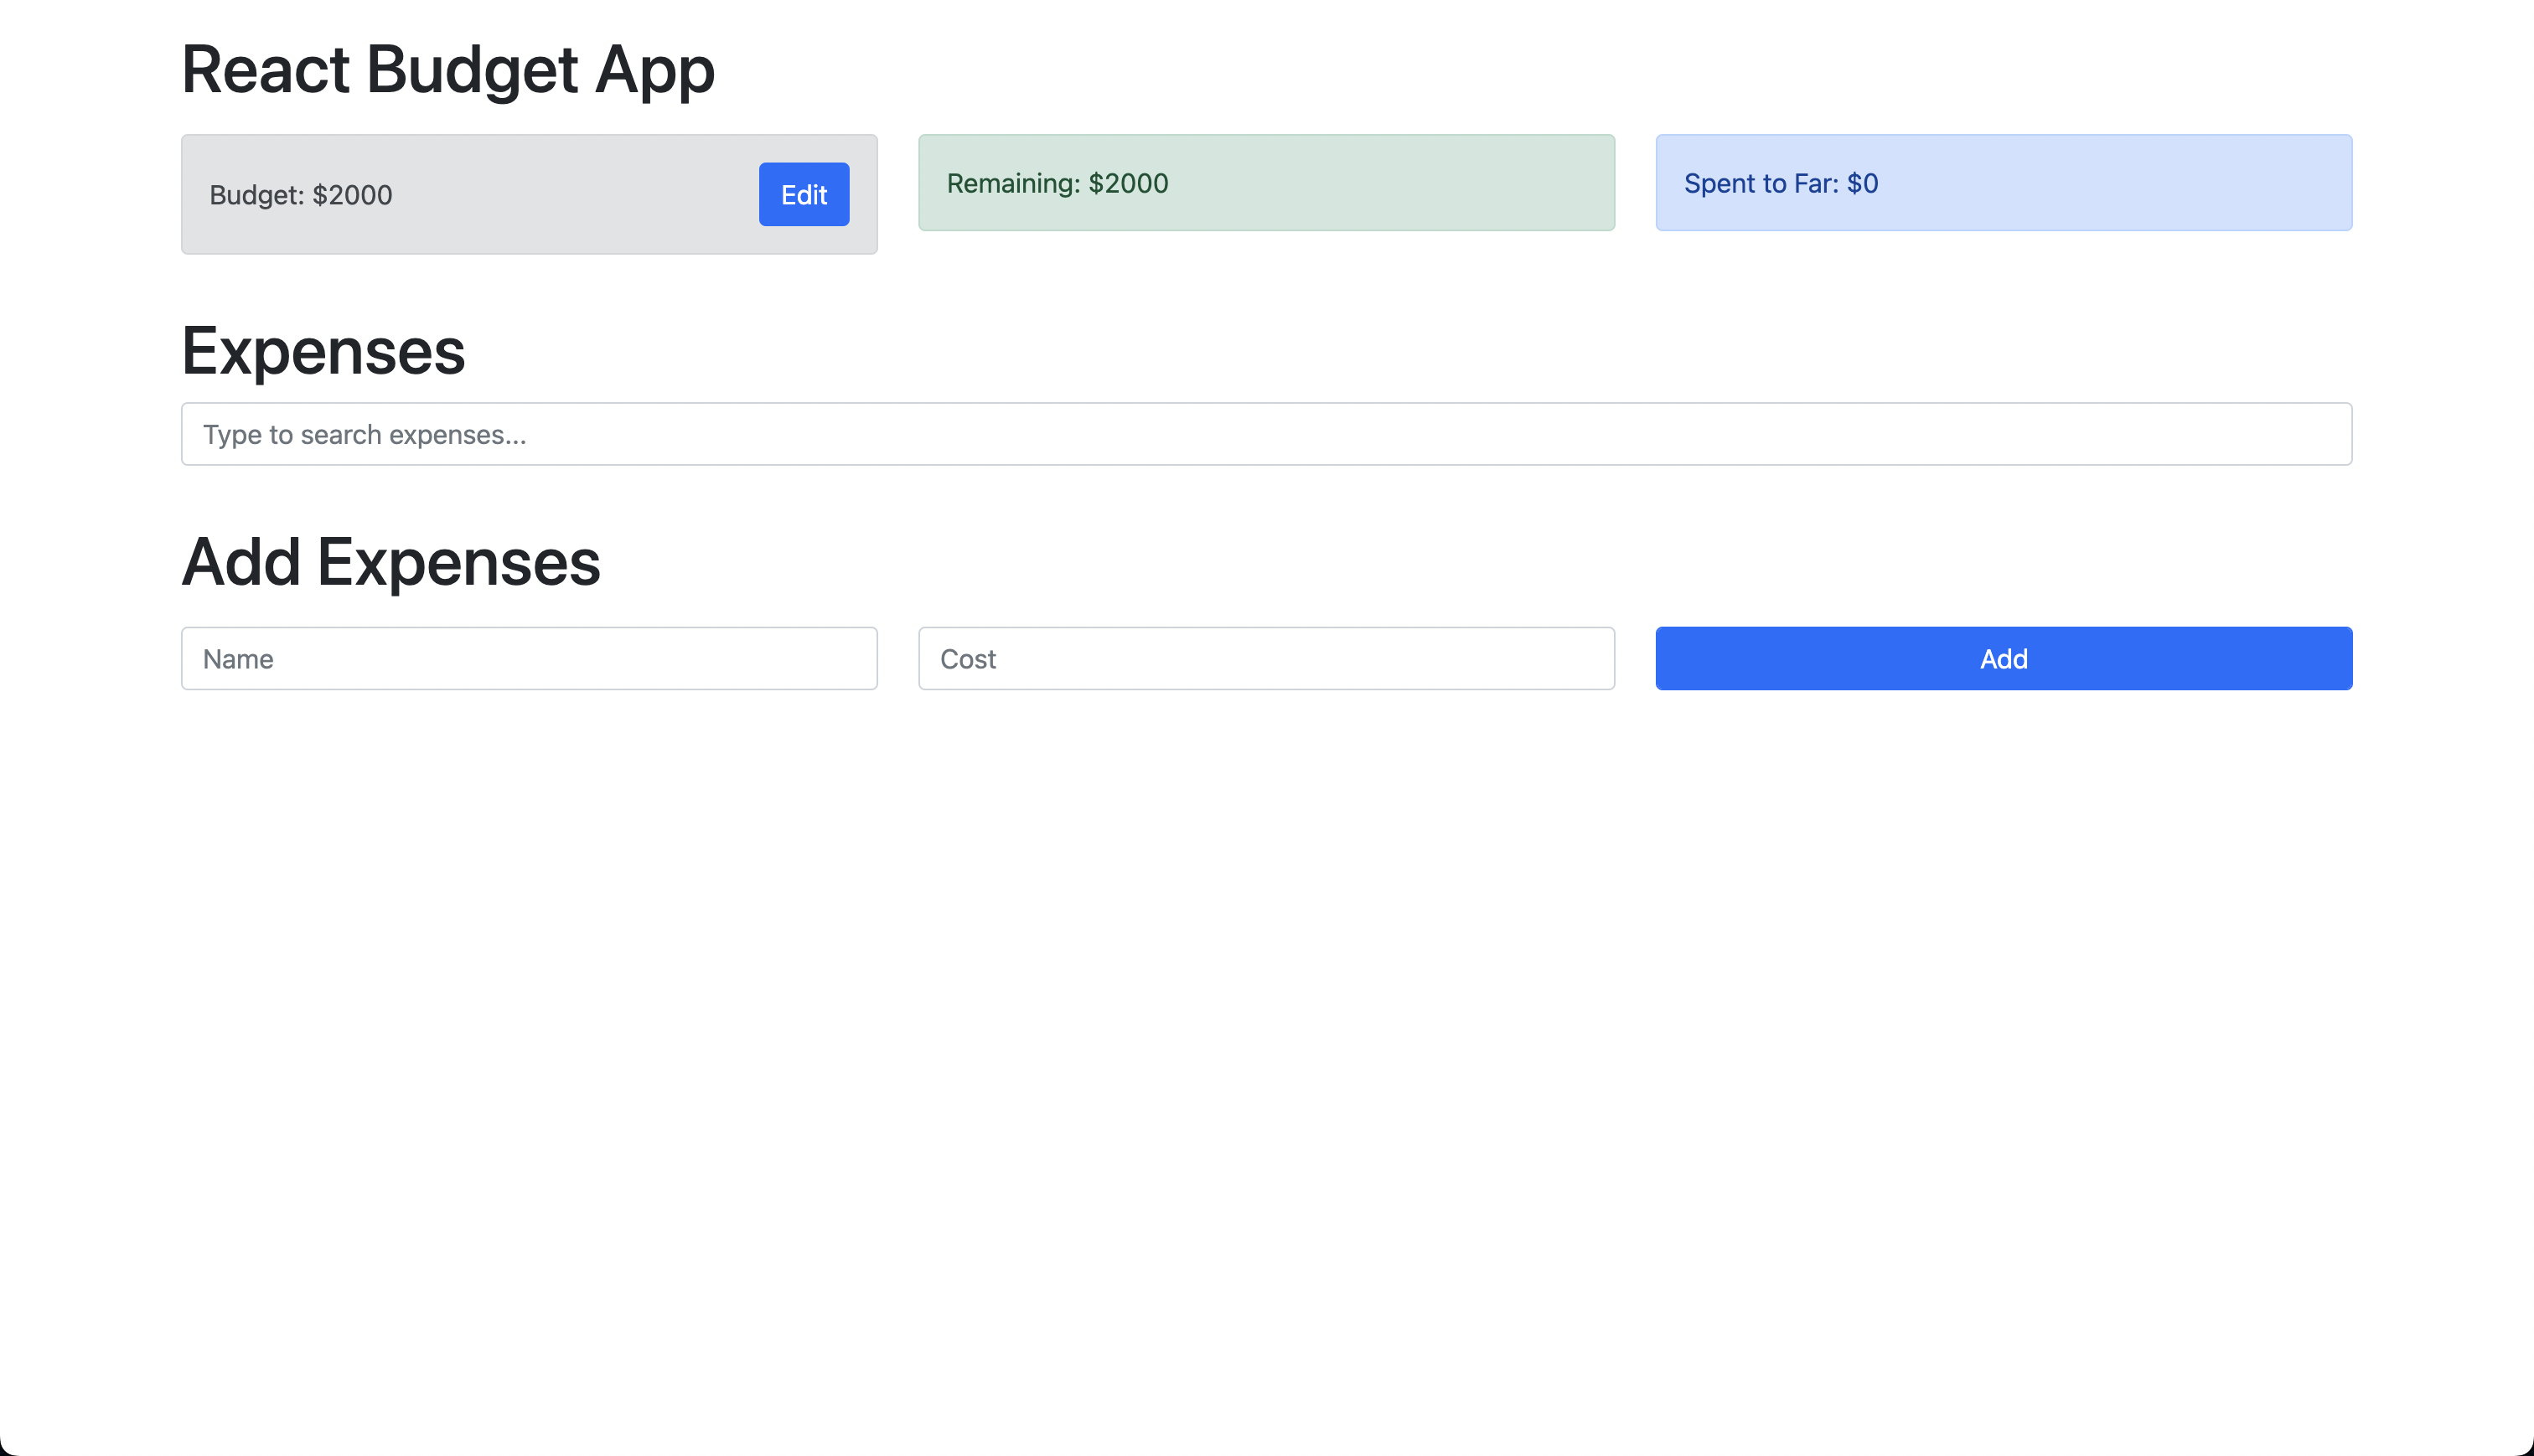 React Budget App
Budget: $2000
Edit
Remaining: $2000
Spent to Far: $0
Expenses
Type to search expenses...
Add Expenses
Name
Cost
Add